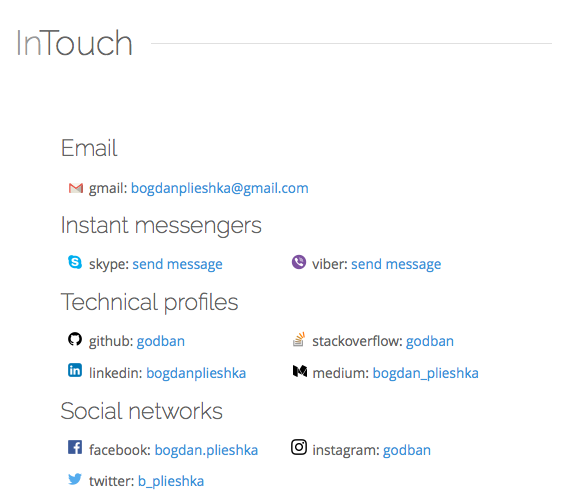 InTouch
Email
gmail: bogdanplieshka@gmail.com
Instant messengers
skype: send message viber: send message
Technical profiles
github: godban stackoverflow: godban
linkedin: bogdanplieshka medium: bogdan_plieshka
Social networks
facebook: bogdan.plieshka instagram: godban
twitter: b_plieshka